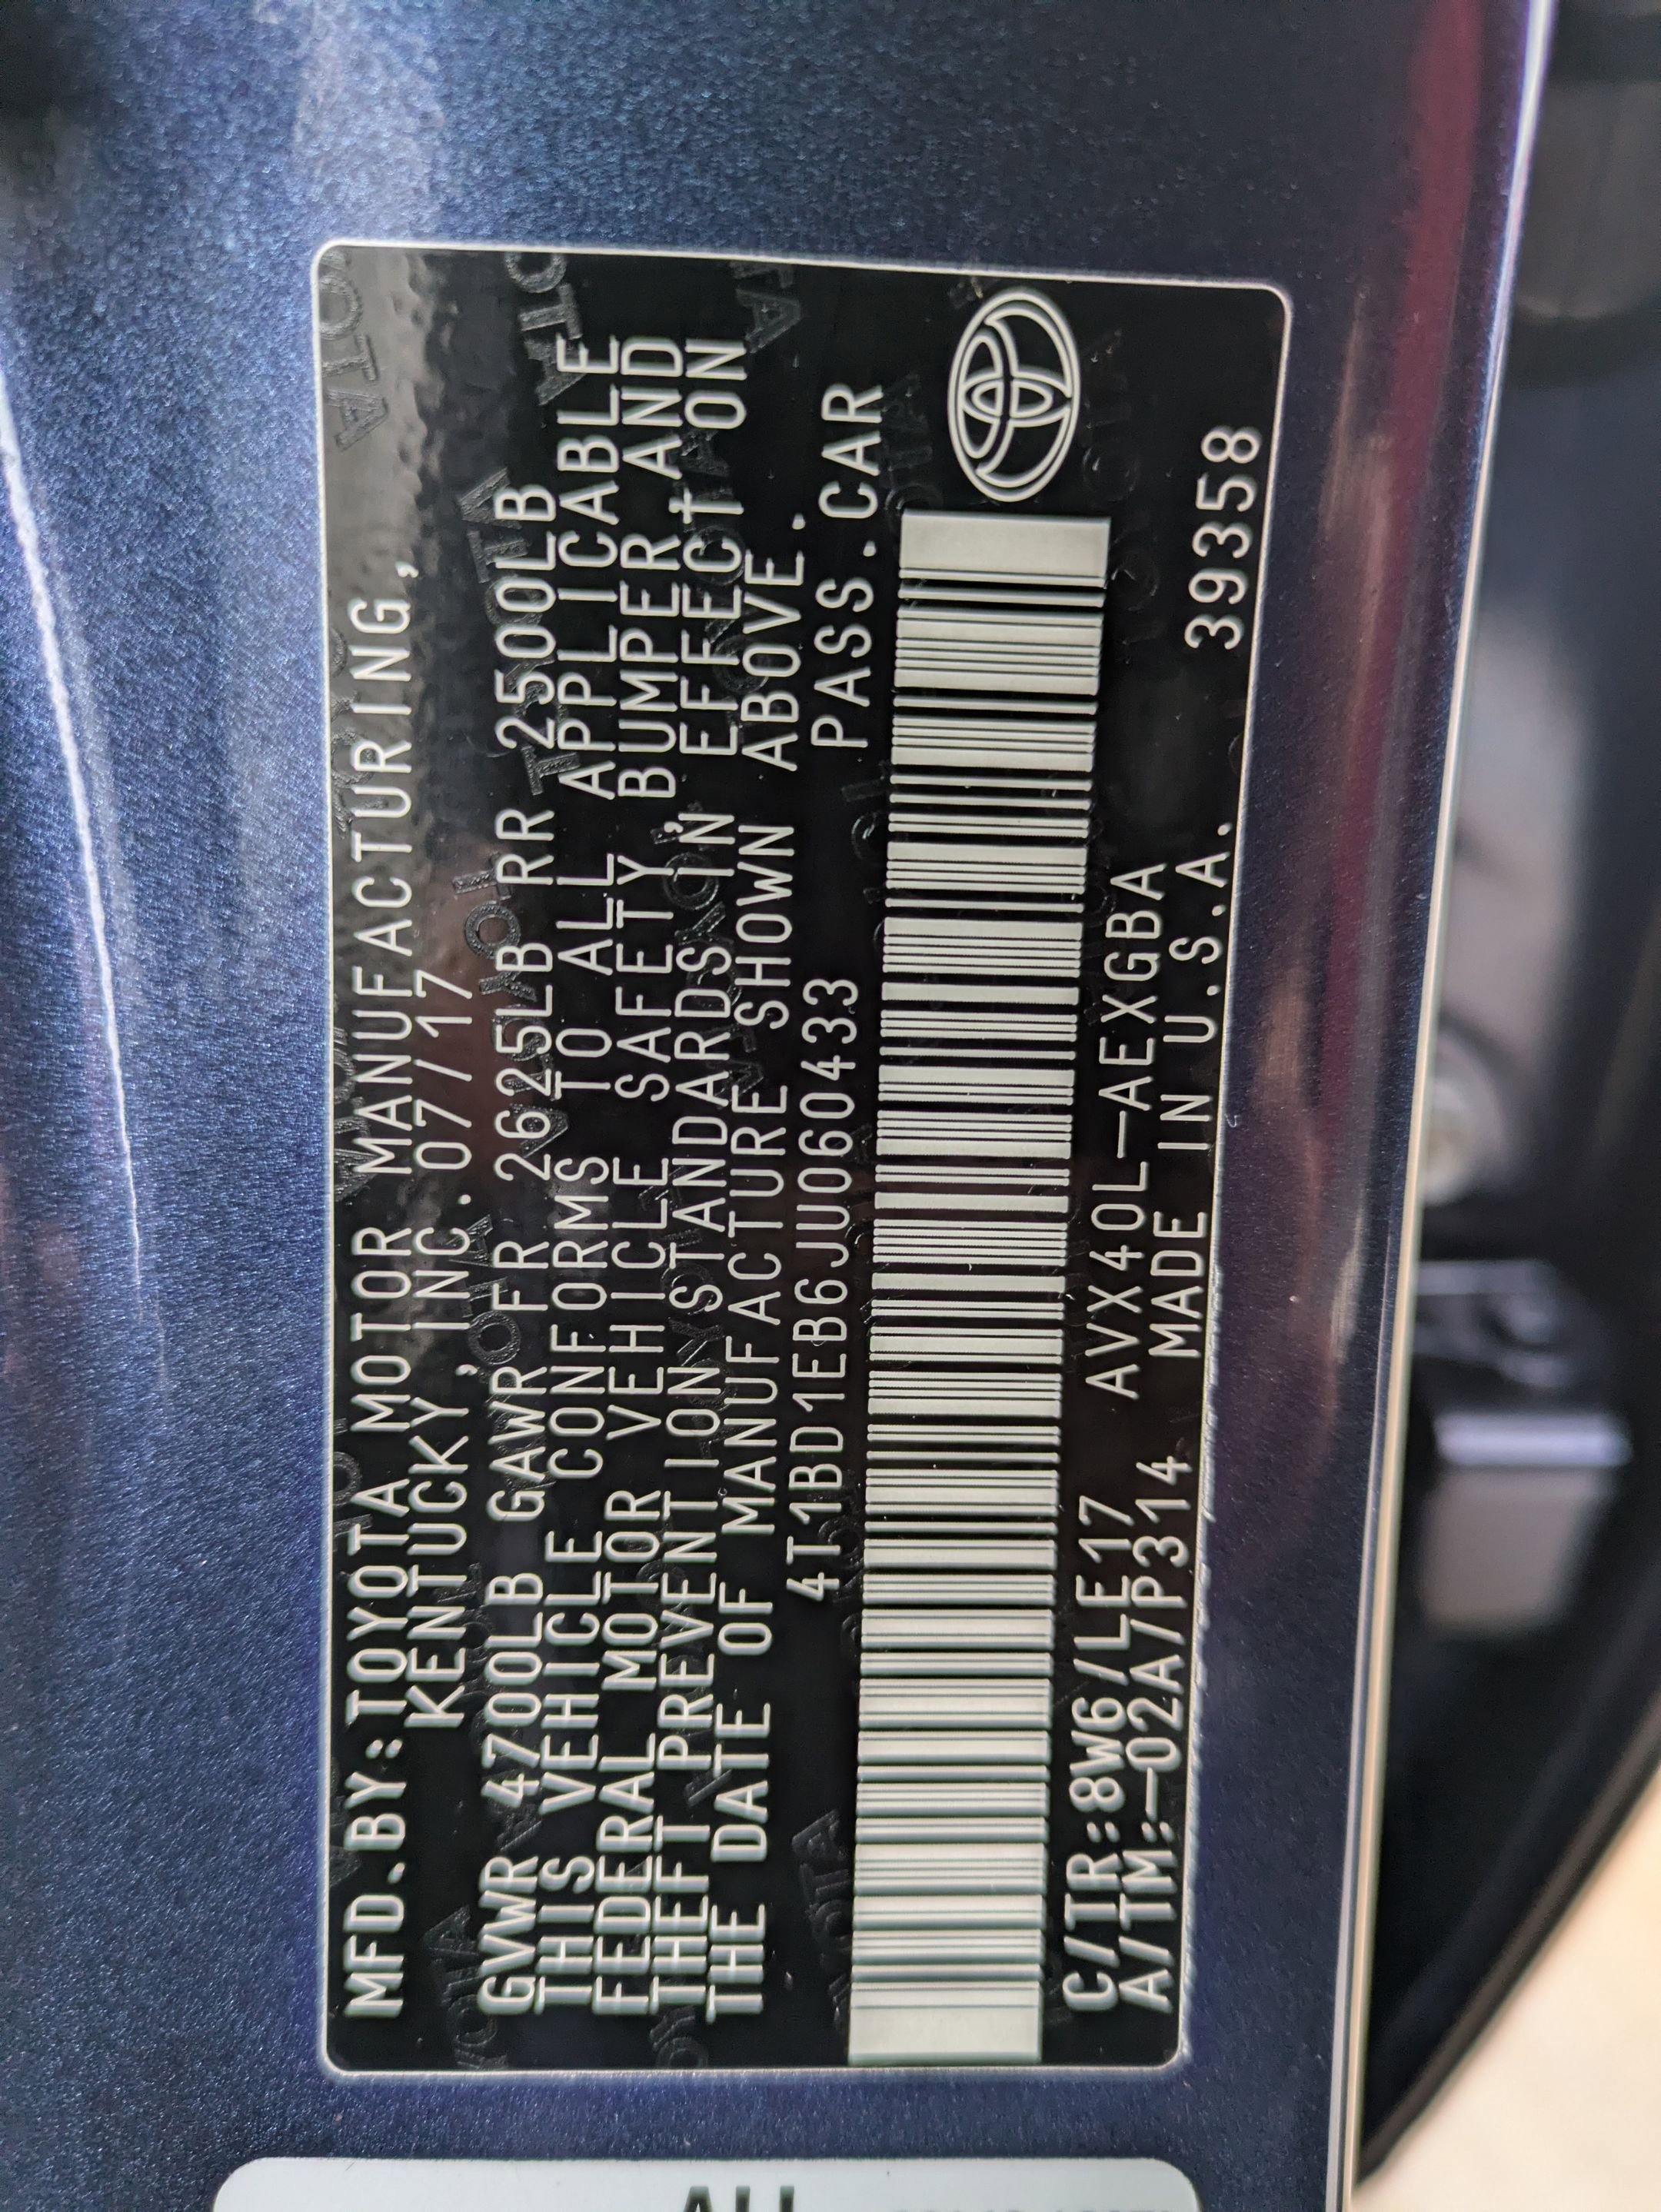 MFD.BY:TOYOTA MOTOR MANUFACTURING,
KENTUCKY,INC.07/17
GVWR 4700LB GAWR FR 2625LB RR 2500LB
THIS VEHICLE CONFORMS TO ALL APPLICABLE
FEDERAL MOTOR VEHICLE SAFETY, BUMPER, AND
THEFT PREVENTION STANDARDS IN EFFECT ON
THE DATE OF MANUFACTURE SHOWN ABOVE.
4T1BD1EB6JU060433 PASS.CAR
C/TR:8W6/LE17 AVX40L-AEXGBA
A/TM:-02A/P314 MADE IN U.S.A. 39358